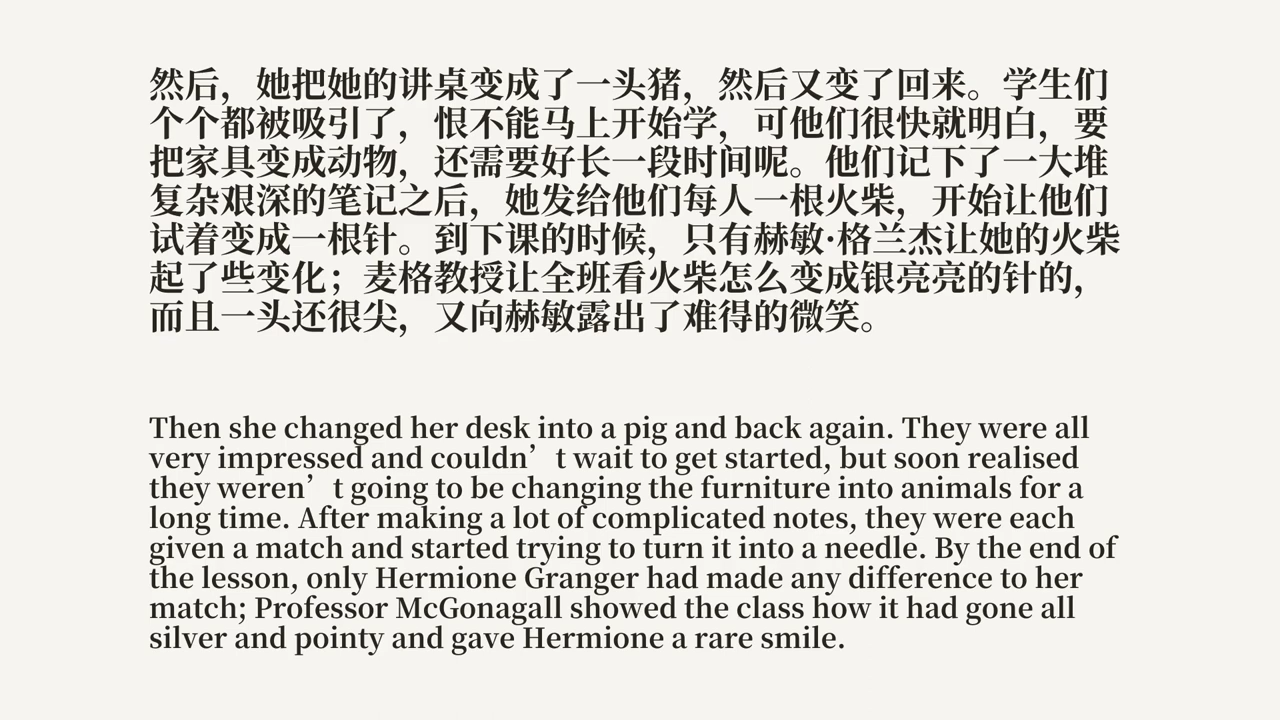 然后，她把她的讲桌变成了一头猪，然后又变了回来。学生们
个个都被吸引了，恨不能马上开始学，可他们很快就明白，要
把家具变成动物，还需要好长一段时间呢。他们记下了一大堆
复杂艰深的笔记之后，她发给他们每人一根火柴，开始让他们
试着变成一根针。到下课的时候，只有赫敏·格兰杰让她的火柴
起了些变化；麦格教授让全班看火柴怎么变成银亮亮的针的，
而且一头还很尖，又向赫敏露出了难得的微笑。
Then she changed her desk into a pig and back again. They were all
very impressed and couldn’t wait to get started, but soon realised
they weren’t going to be changing the furniture into animals for a
long time. After making a lot of complicated notes, they were each
given a match and started trying to turn it into a needle. By the end of
the lesson, only Hermione Granger had made any difference to her
match; Professor McGonagall showed the class how it had gone all
silver and pointy and gave Hermione a rare smile.